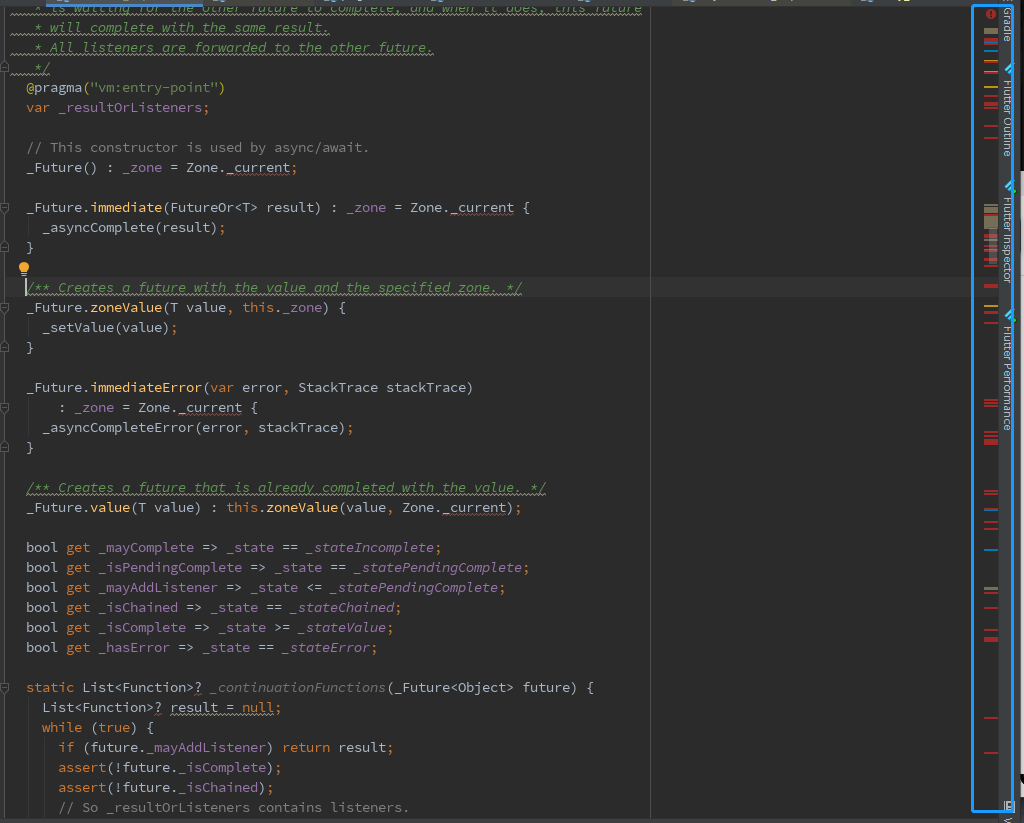 * is waiting for the other future to complete, and when it does, this future
* will complete with the same result.
* All listeners are forwarded to the other future.
*/
@pragma("vm:entry-point")
var _resultOrListeners;
// This constructor is used by async/await.
_Future() : _zone = Zone._current;
_Future.immediate(FutureOr<T> result) : _zone = Zone._current {
_asyncComplete(result);
}
/** Creates a future with the value and the specified zone. */
_Future.zoneValue(T value, this._zone) {
_setValue(value);
}
_Future.immediateError(var error, StackTrace stackTrace)
: _zone = Zone._current {
_asyncCompleteError(error, stackTrace);
}
/** Creates a future that is already completed with the value. */
_Future.value(T value) : this.zoneValue(value, Zone._current);
bool get _mayComplete => _state == _stateIncomplete;
bool get _isPendingComplete => _state == _statePendingComplete;
bool get _mayAddListener => _state <= _statePendingComplete;
bool get _isChained => _state == _stateChained;
bool get _isComplete => _state >= _stateValue;
bool get _hasError => _state == _stateError;
static List<Function>? _continuationFunctions(_Future<Object> future) {
List<Function>? result = null;
while (true) {
if (future._mayAddListener) return result;
assert(!future._isComplete);
assert(!future._isChained);
// So _resultOrListeners contains listeners.
Gradle
Flutter Outline
Flutter Inspector
Flutter Performance